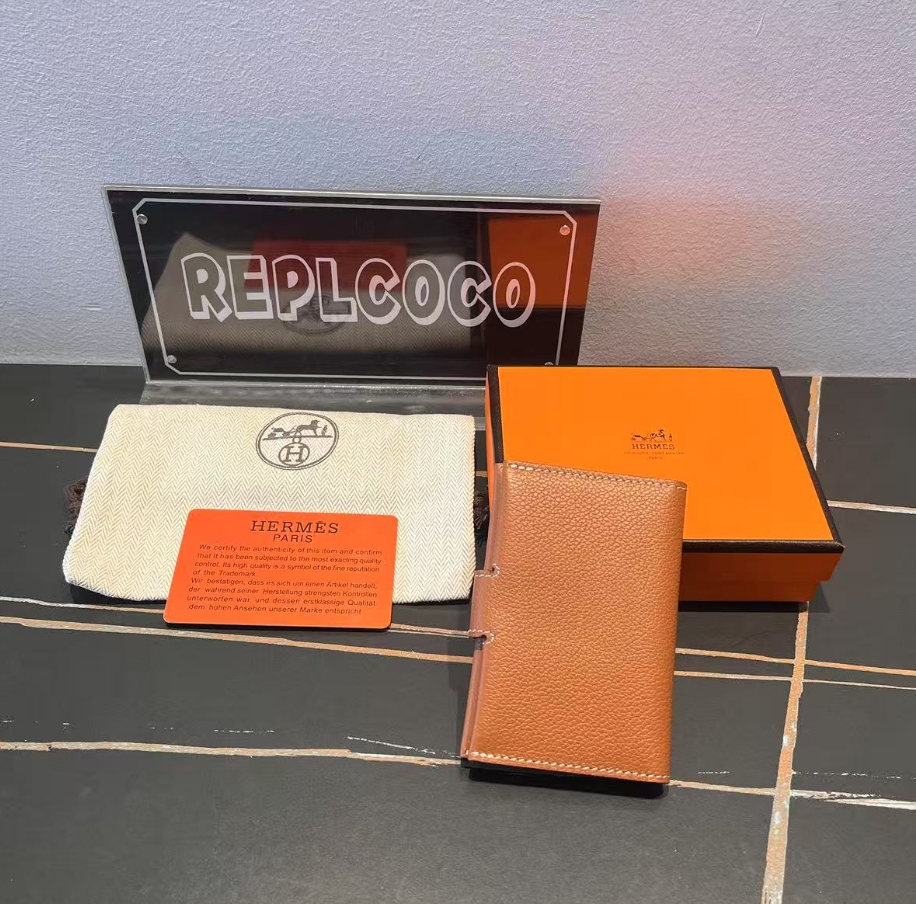 REPLCOCO
H
HERMÈS
PARIS
HERMÈS
PARIS
We certify the authenticity of this item and confirm
that it has been subjected to the most exacting quality
control. Its high quality is a symbol of the fine reputation
of the Trademark.
Wir bestätigen, dass es sich um einen Artikel handelt,
der während seiner Herstellung strengsten Kontrollen
unterworfen war, und dessen erstklassige Qualität
dem hohen Ansehen unserer Marke entspricht.